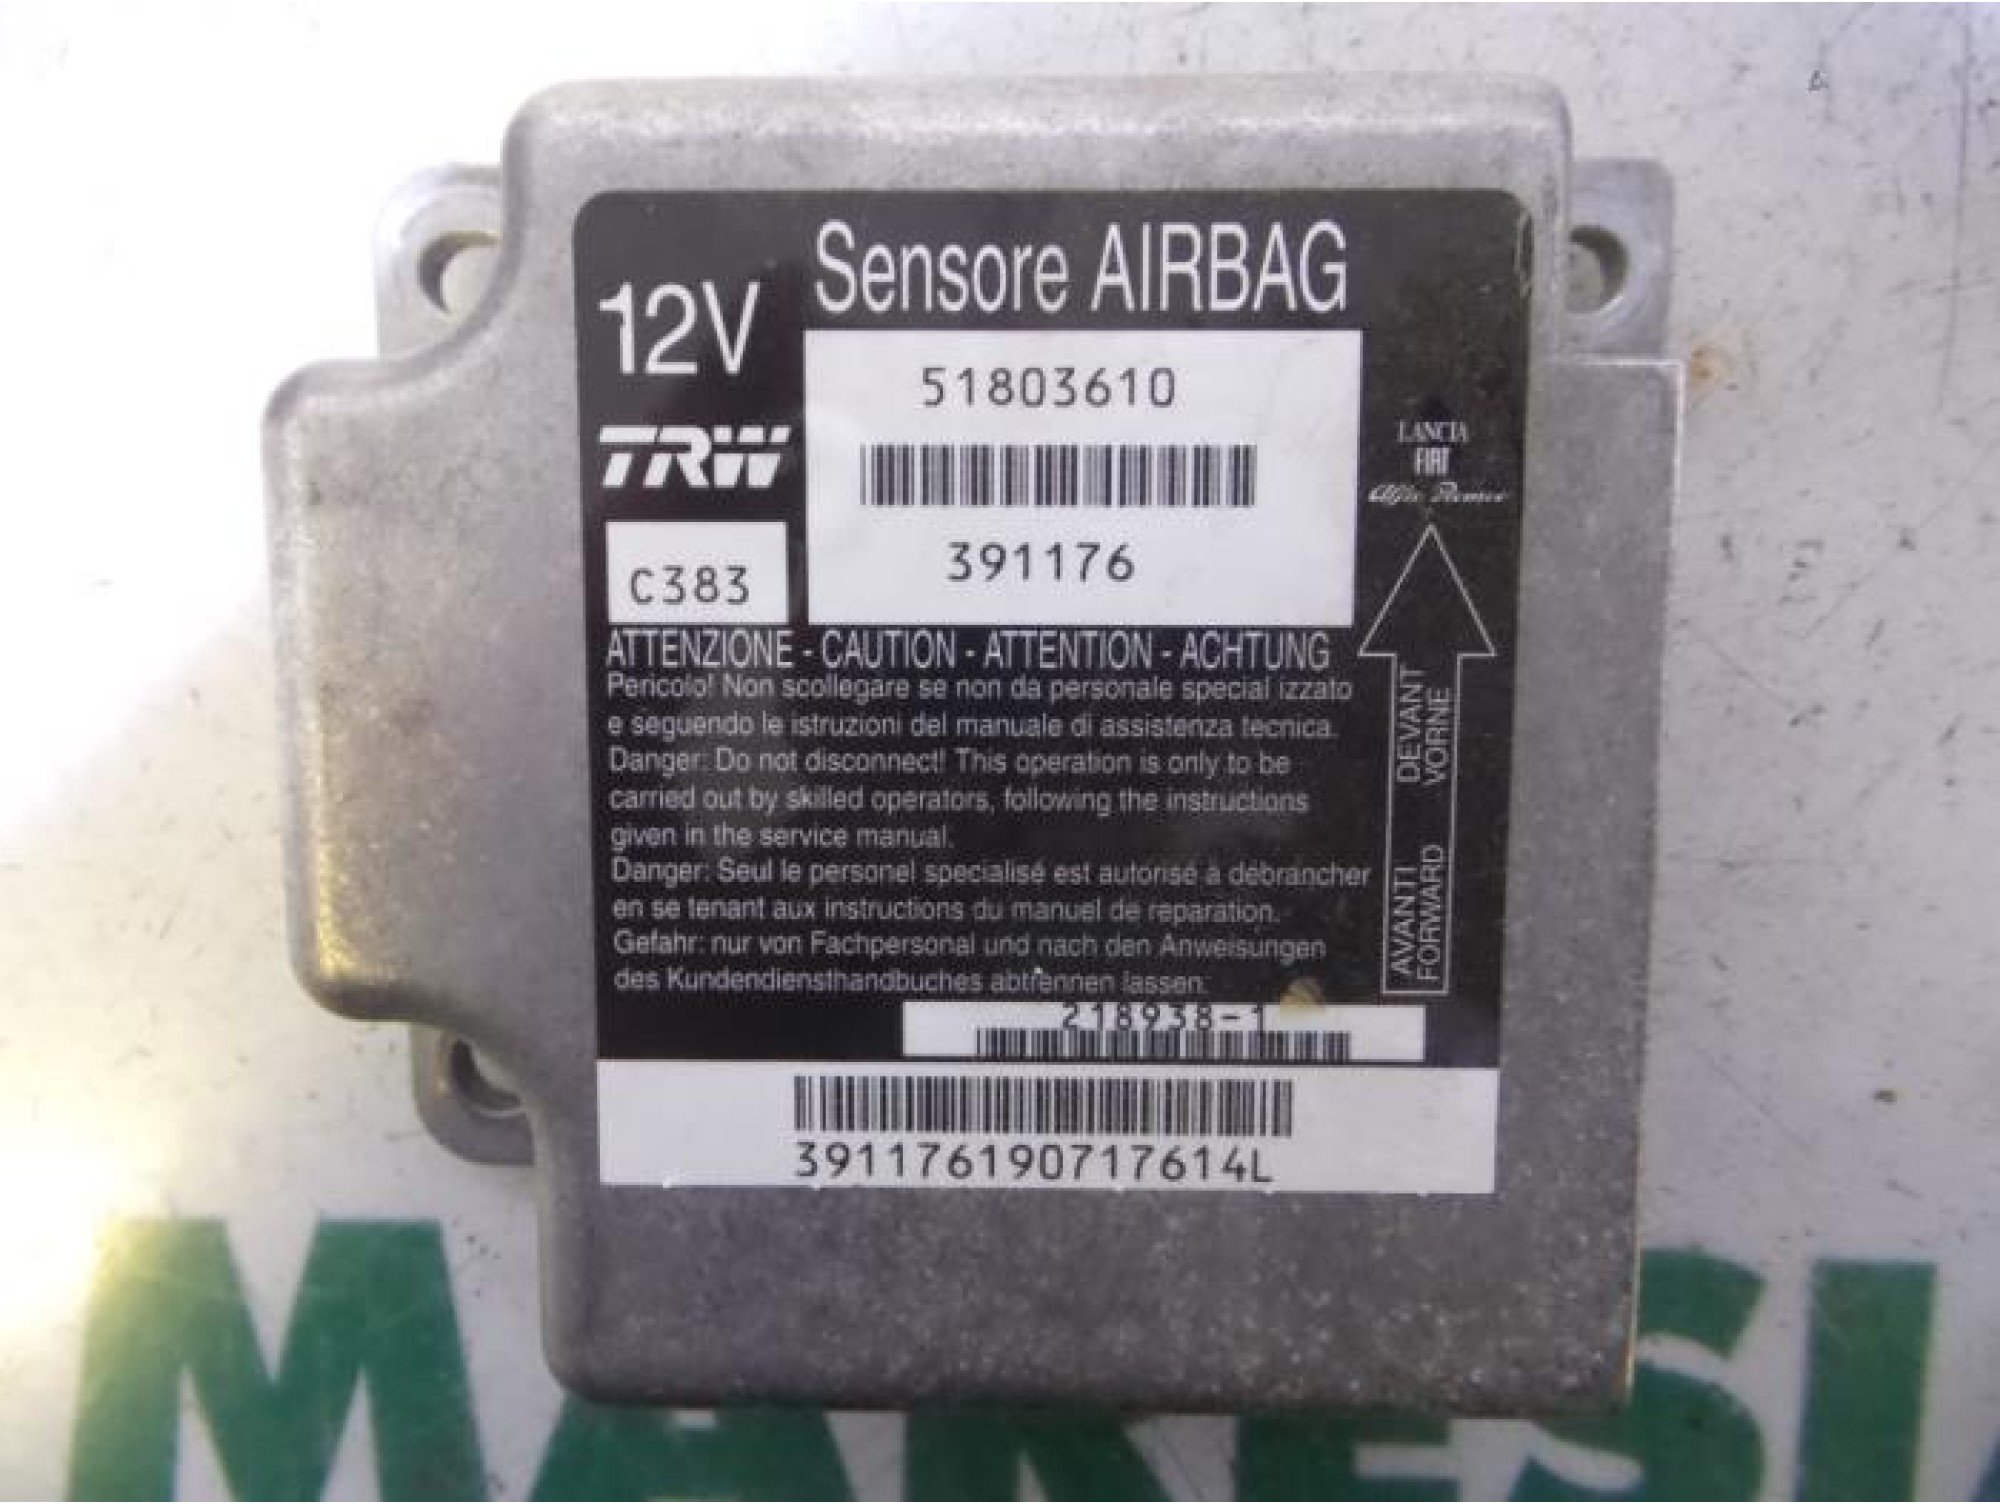 Sensore AIRBAG
12V
51803610
TRW
391176
C383
LANCIA
FIAT
Alfa Romeo
ATTENZIONE - CAUTION - ATTENTION - ACHTUNG
Pericolo! Non scollegare se non da personale special izzato
e seguendo le istruzioni del manuale di assistenza tecnica.
Danger: Do not disconnect! This operation is only to be
carried out by skilled operators, following the instructions
given in the service manual.
Danger: Seul le personel specialisé est autorisé à débrancher
en se tenant aux instructions du manuel de reparation.
Gefahr: nur von Fachpersonal und nach den Anweisungen
des Kundendiensthandbuches abtrennen lassen.
AVANTI DEVANT
FORWARD VORNE
218938-1
391176190717614L